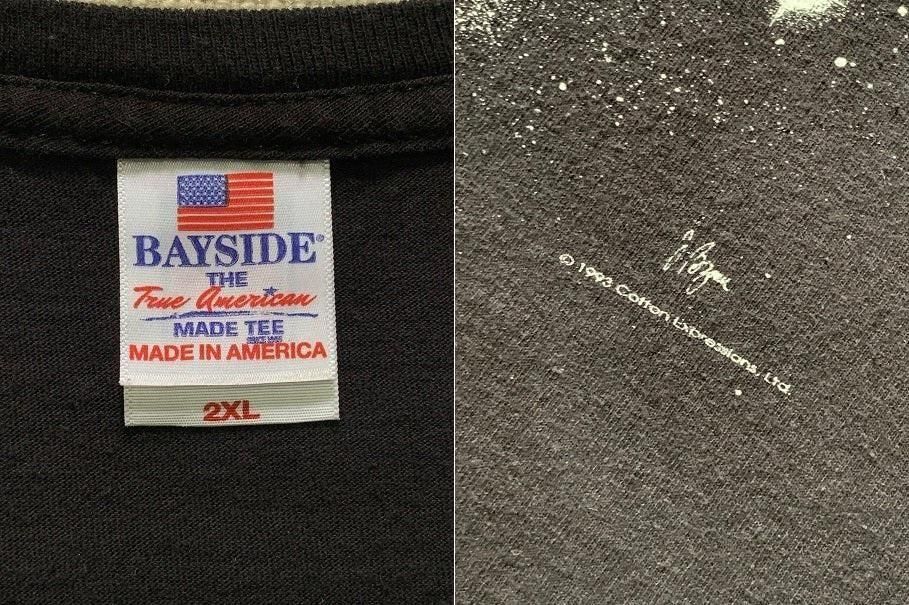 BAYSIDE®
THE
True American
MADE TEE
MADE IN AMERICA
2XL
© 1993 Cotton Expressions, Ltd.